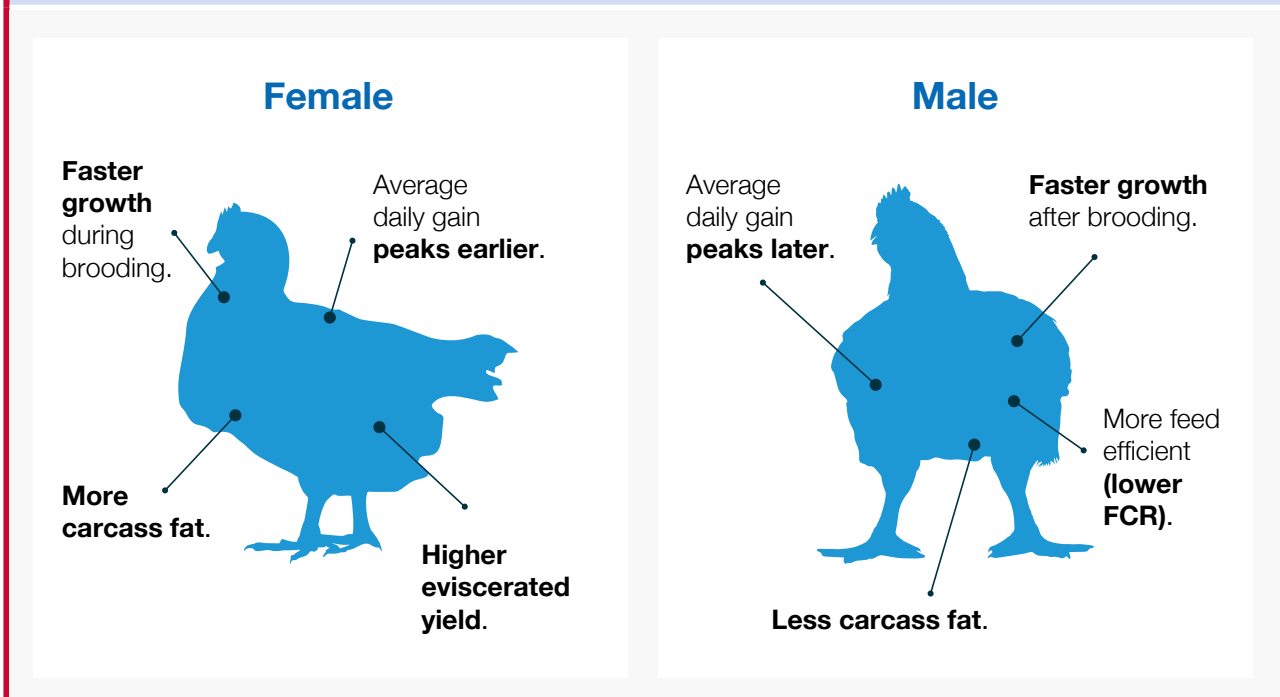 Female
Faster
growth
during
brooding.
Average
daily gain
peaks earlier.
More
carcass fat.
Higher
eviscerated
yield.
Male
Average
daily gain
peaks later.
Faster growth
after brooding.
More feed
efficient
(lower
FCR).
Less carcass fat.